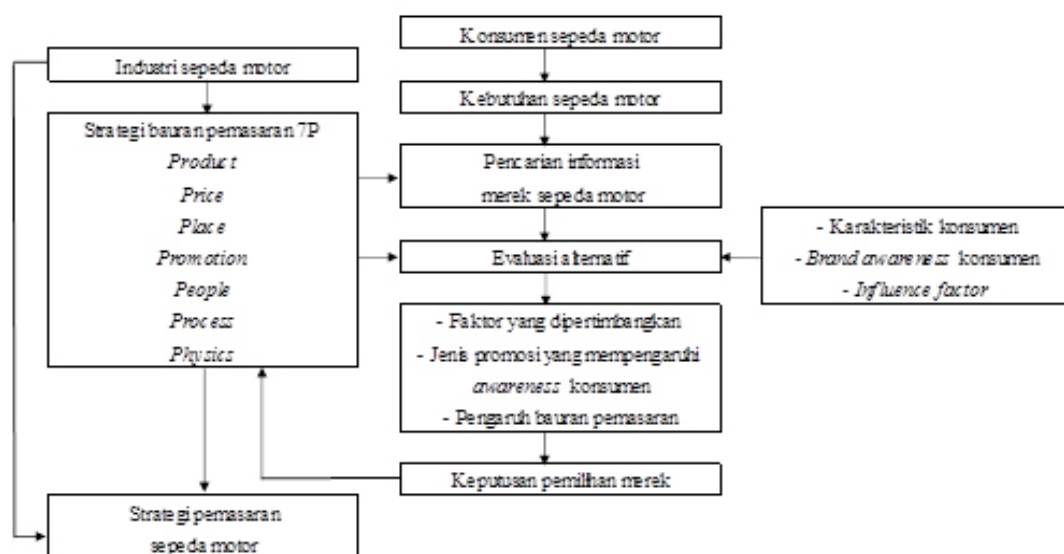 Konsumen sepeda motor
Industri sepeda motor
Kebutuhan sepeda motor
Strategi bauran pemasaran 7P
Product
Price
Place
Promotion
People
Process
Physics
Pencarian informasi
merek sepeda motor
Evaluasi alternatif
- Karakteristik konsumen
- Brand awareness konsumen
- Influence factor
- Faktor yang dipertimbangkan
- Jenis promosi yang mempengaruhi
awareness konsumen
- Pengaruh bauran pemasaran
Keputusan pemilihan merek
Strategi pemasaran
sepeda motor